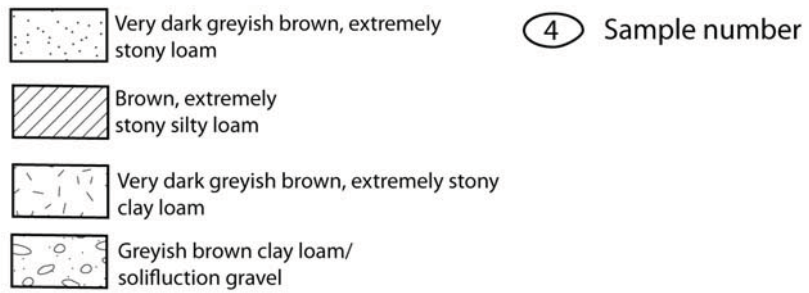 Very dark greyish brown, extremely
stony loam
4 Sample number
Brown, extremely
stony silty loam
Very dark greyish brown, extremely stony
clay loam
Greyish brown clay loam/
solifluction gravel